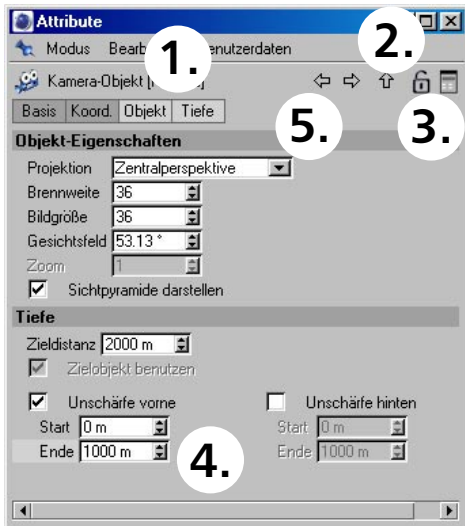 Attribute
2.
Modus
1.
Kamera-Objekt
Basis Koord. Objekt Tiefe
5.
3.
Objekt-Eigenschaften
Projektion Zentralperspektive
Brennweite 36
Bildgröße 36
Gesichtsfeld 53.13 °
Zoom 1
Sichtpyramide darstellen
Tiefe
Zieldistanz 2000 m
Zielobjekt benutzen
Unschärfe vorne Unschärfe hinten
Start 0 m Start 0 m
Ende 1000 m Ende 1000 m
4.